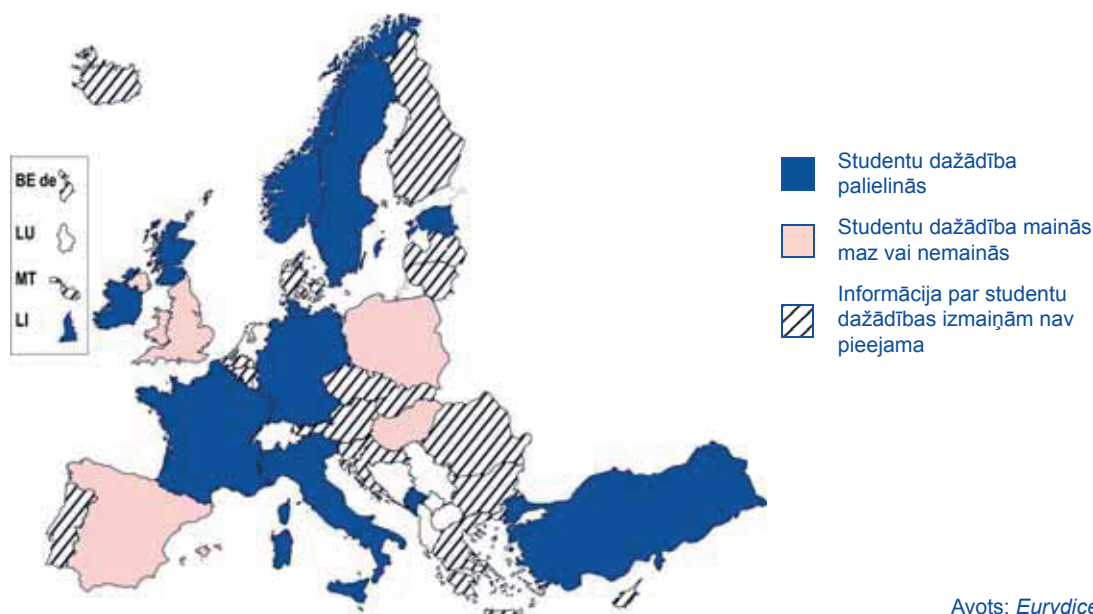 BE de
LU
MT
LI
Studentu dažādība
palielinās
Studentu dažādība mainās
maz vai nemainās
Informācija par studentu
dažādības izmaiņām nav
pieejama
Avots: Eurydice